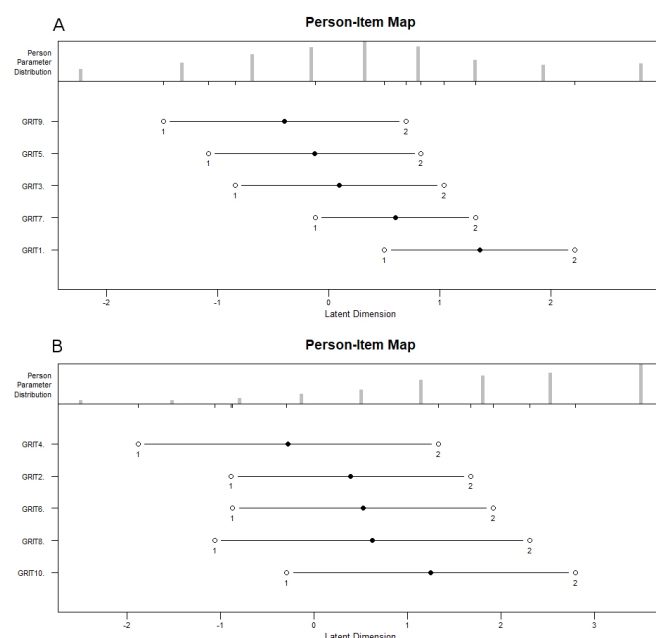 A
Person-Item Map
Person
Parameter
Distribution
GRIT9.
1
2
GRIT5.
1
2
GRIT3.
1
2
GRIT7.
1
2
GRIT1.
1
2
-2 -1 0 1 2
Latent Dimension
B
Person-Item Map
Person
Parameter
Distribution
GRIT4.
1
2
GRIT2.
1
2
GRIT6.
1
2
GRIT8.
1
2
GRIT10.
1
2
-2 -1 0 1 2 3
Latent Dimension